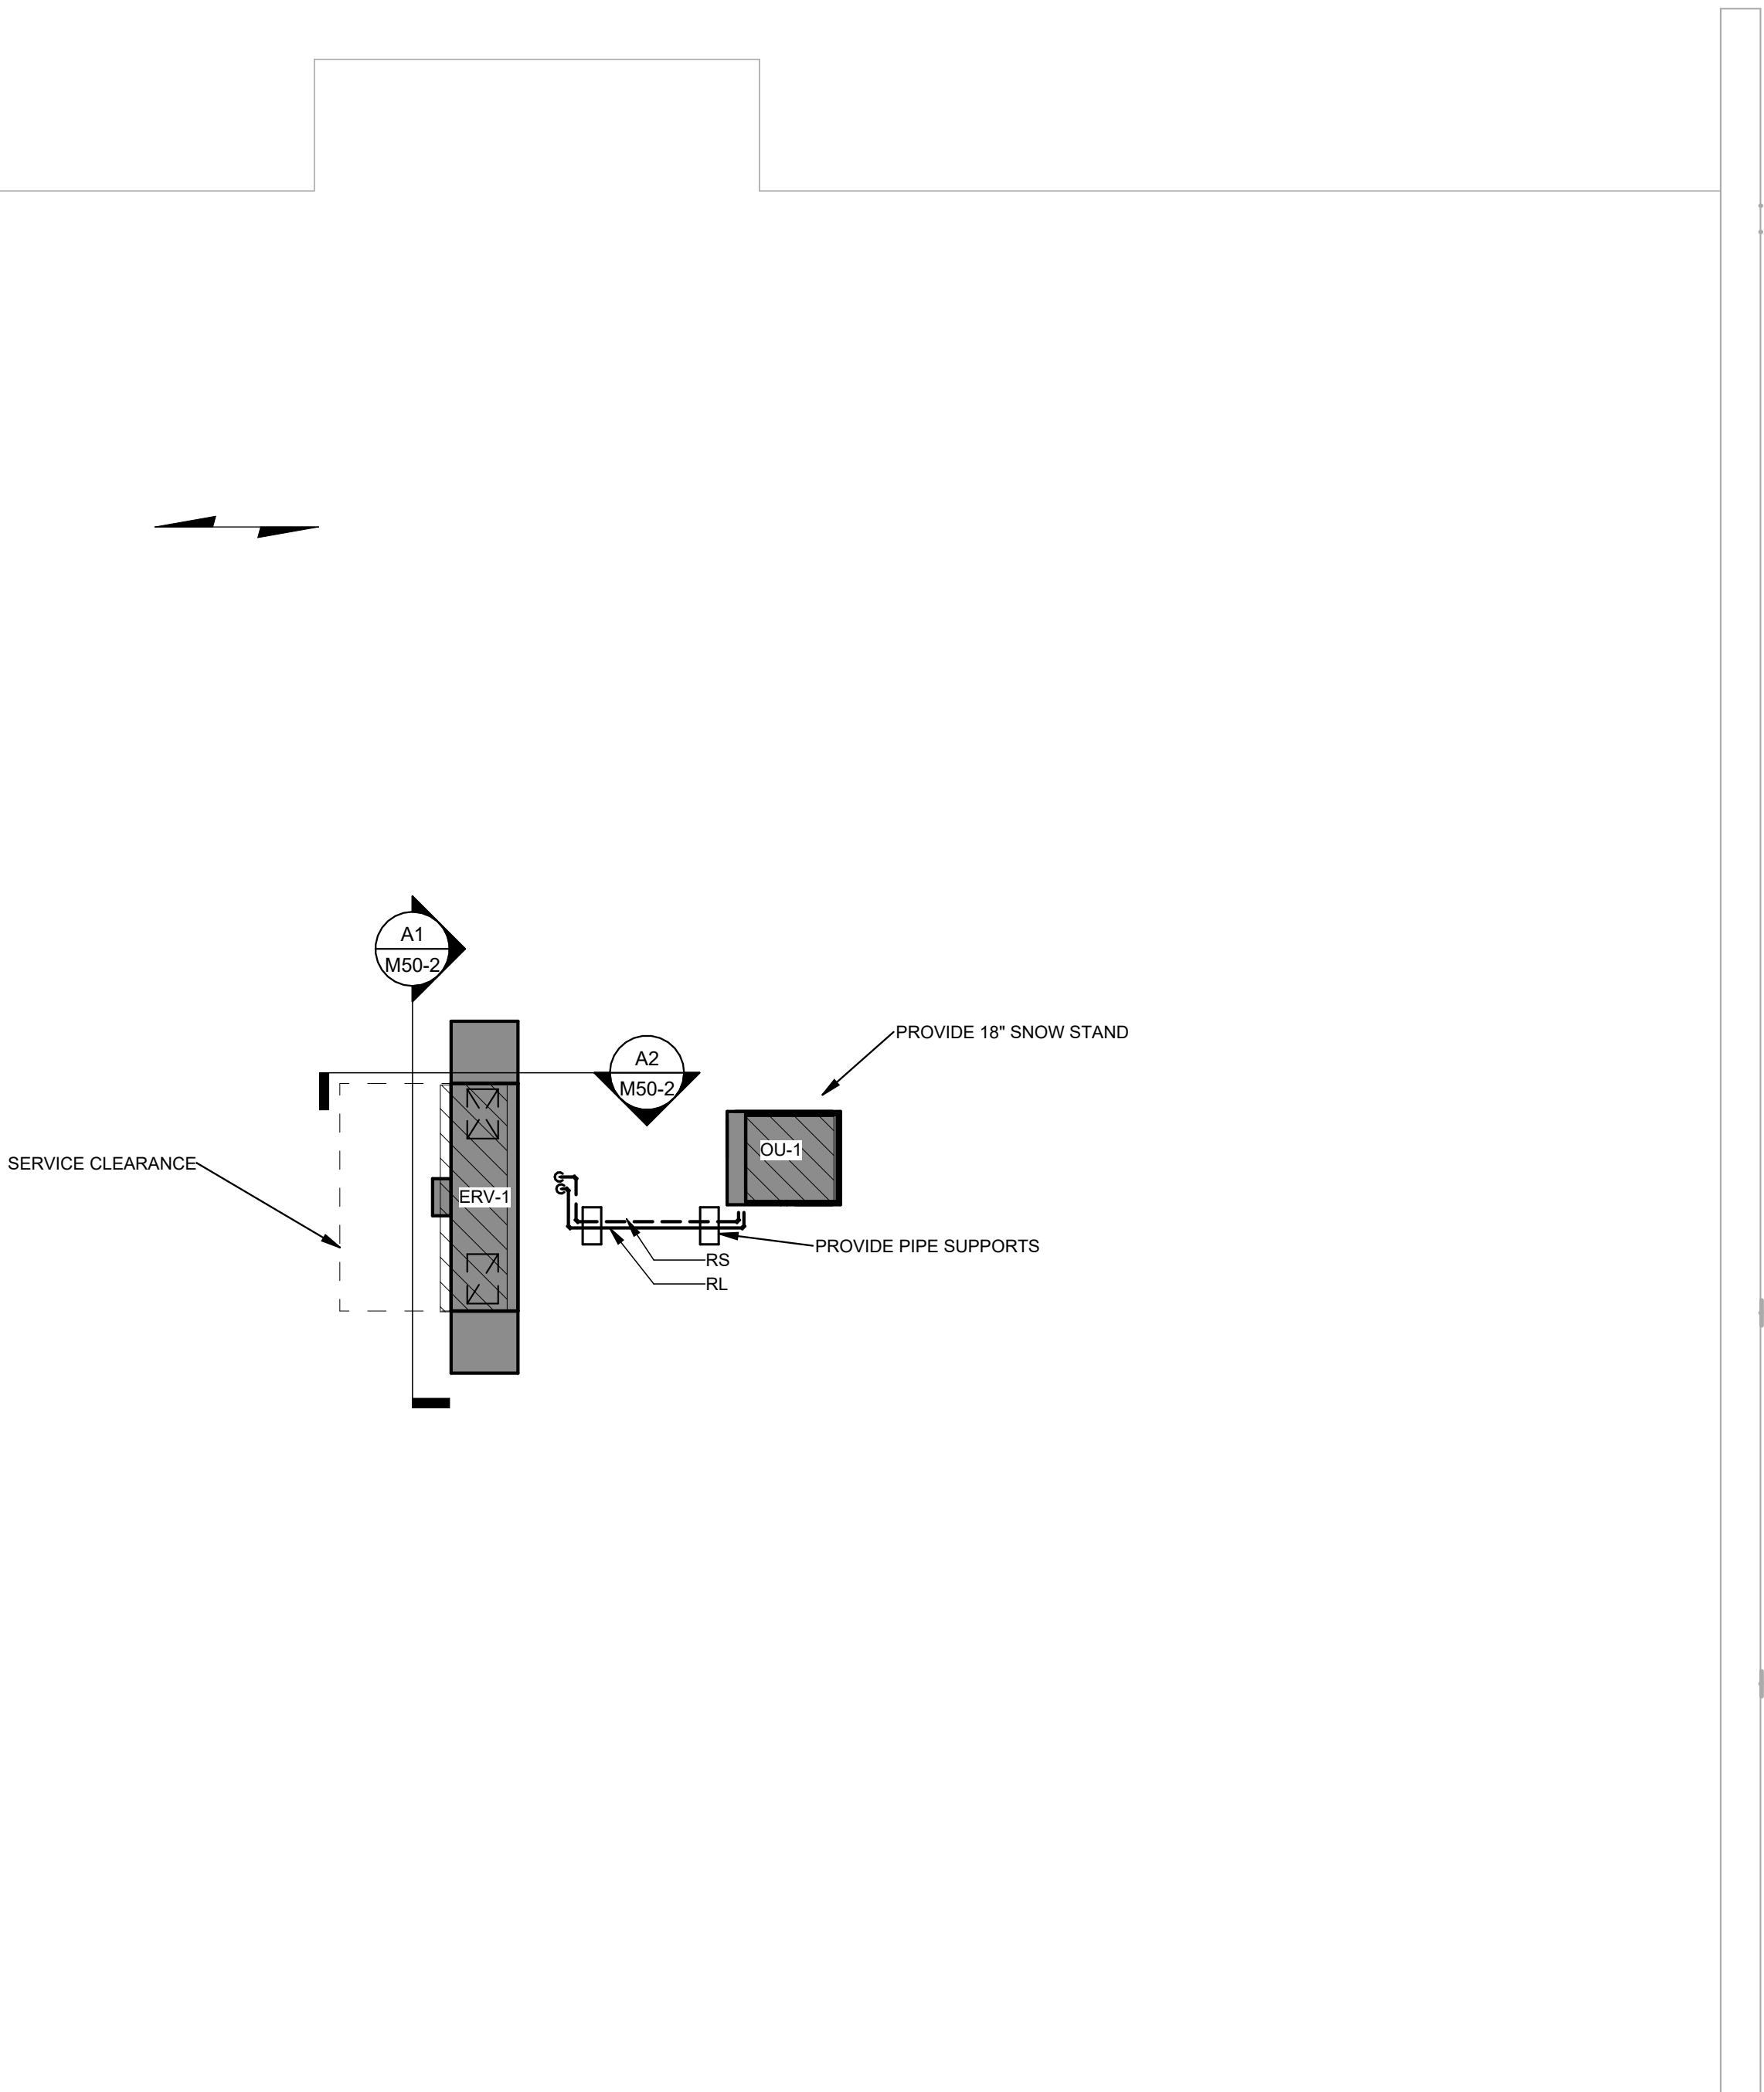 A1
M50-2
PROVIDE 18" SNOW STAND
A2
M50-2
OU-1
SERVICE CLEARANCE
ERV-1
PROVIDE PIPE SUPPORTS
RS
RL